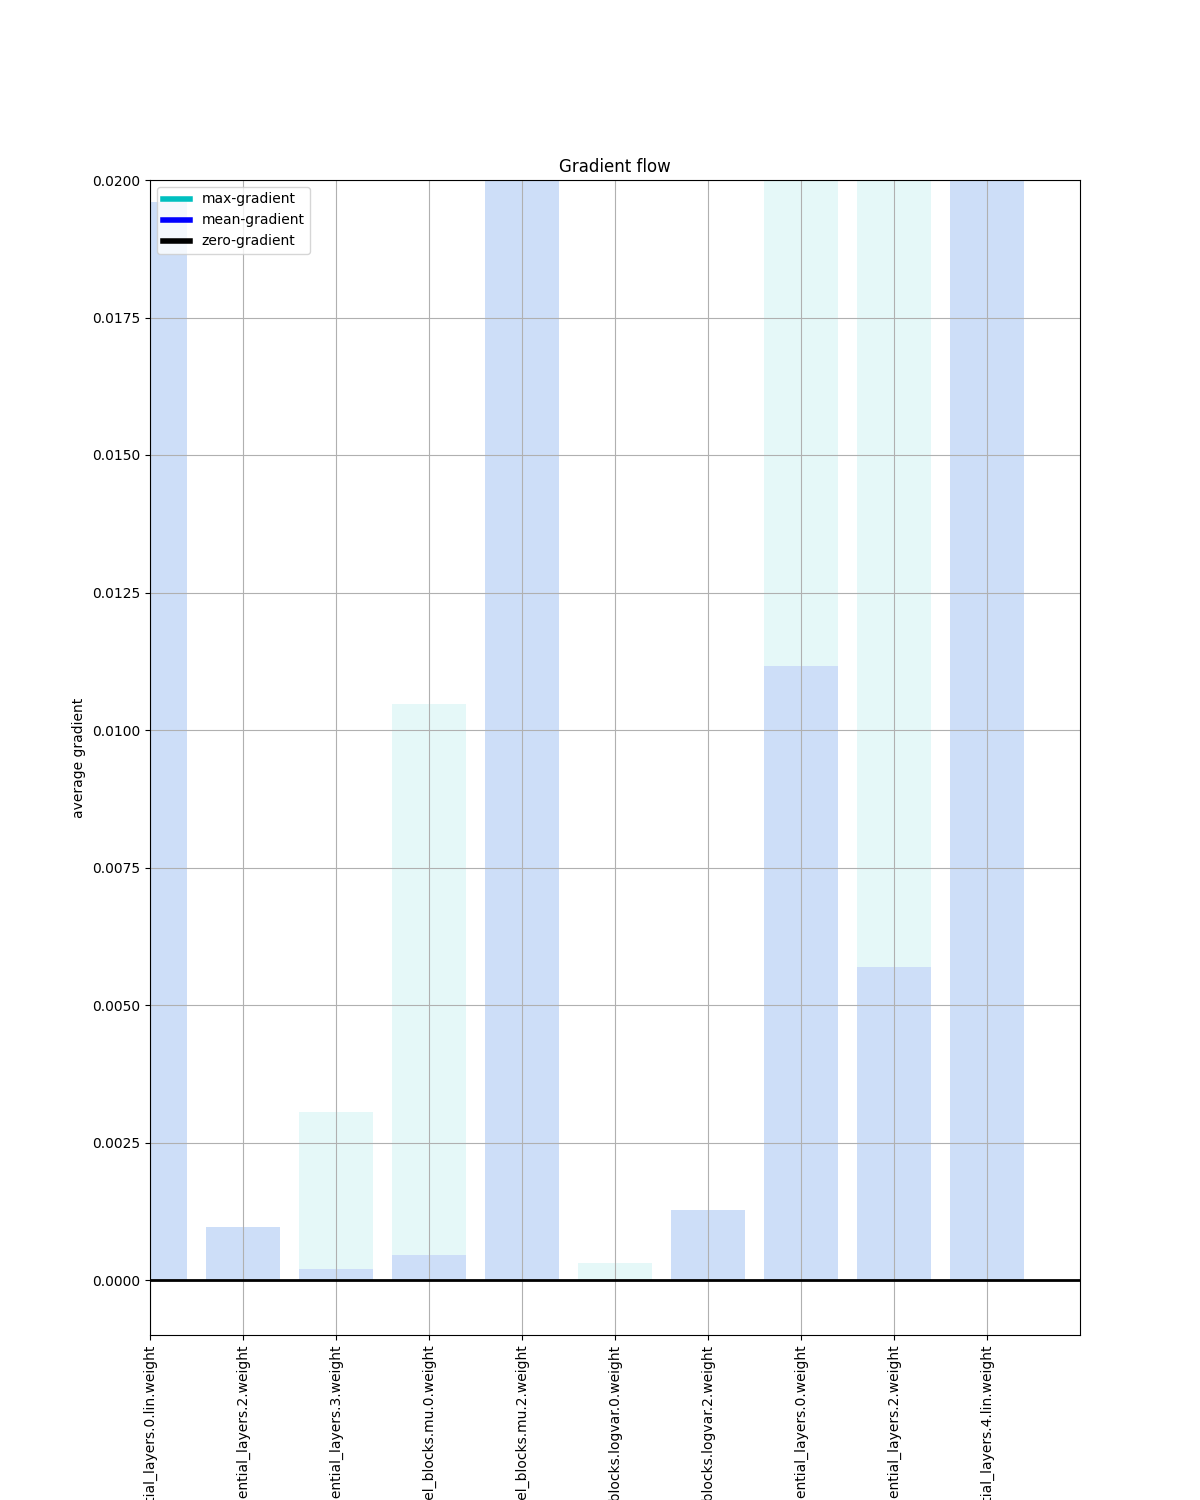 Gradient flow
max-gradient
mean-gradient
zero-gradient
0.0200
0.0175
0.0150
0.0125
0.0100
0.0075
0.0050
0.0025
0.0000
average gradient
tial_layers.0.lin.weight
ential_layers.2.weight
ential_layers.3.weight
el_blocks.mu.0.weight
el_blocks.mu.2.weight
blocks.logvar.0.weight
blocks.logvar.2.weight
ential_layers.0.weight
ential_layers.2.weight
tial_layers.4.lin.weight